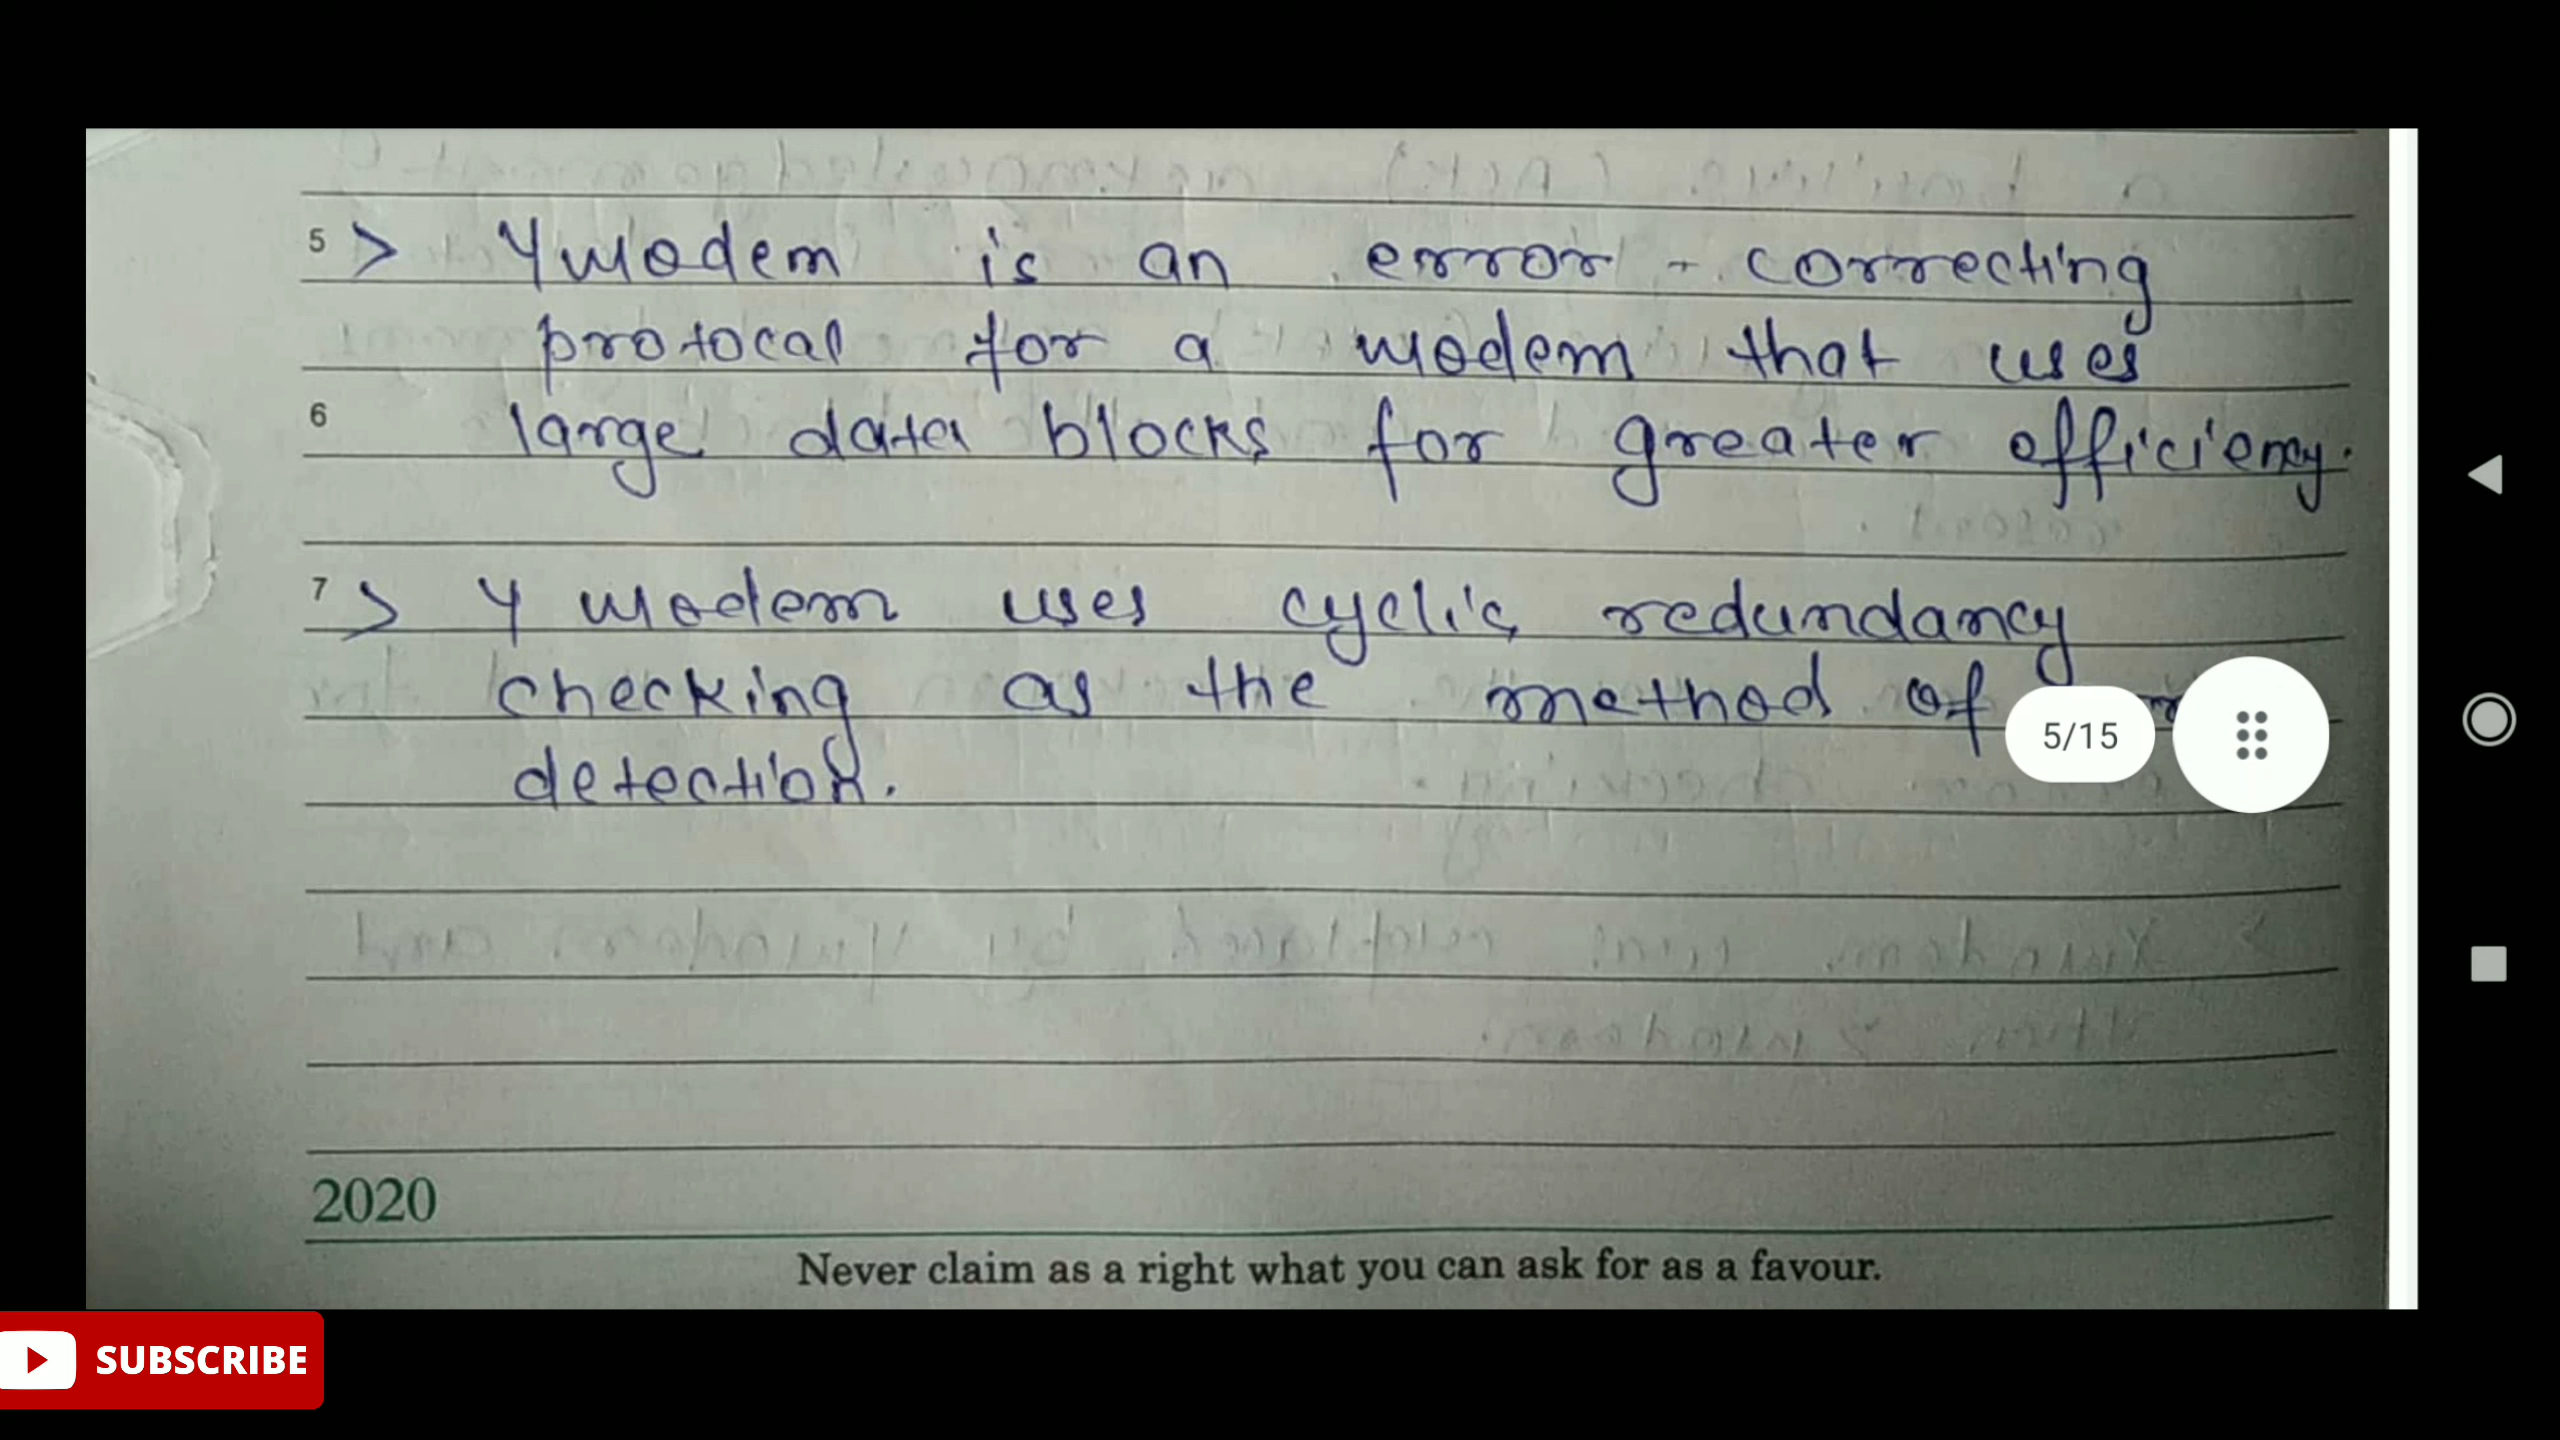 5 > Ymodem is an error - correcting
protocal for a modem that uses
6 large data blocks for greater efficiency.
7 > Y modem uses cyclic redundancy
checking as the method of
detection.
5/15
2020
Never claim as a right what you can ask for as a favour.
SUBSCRIBE